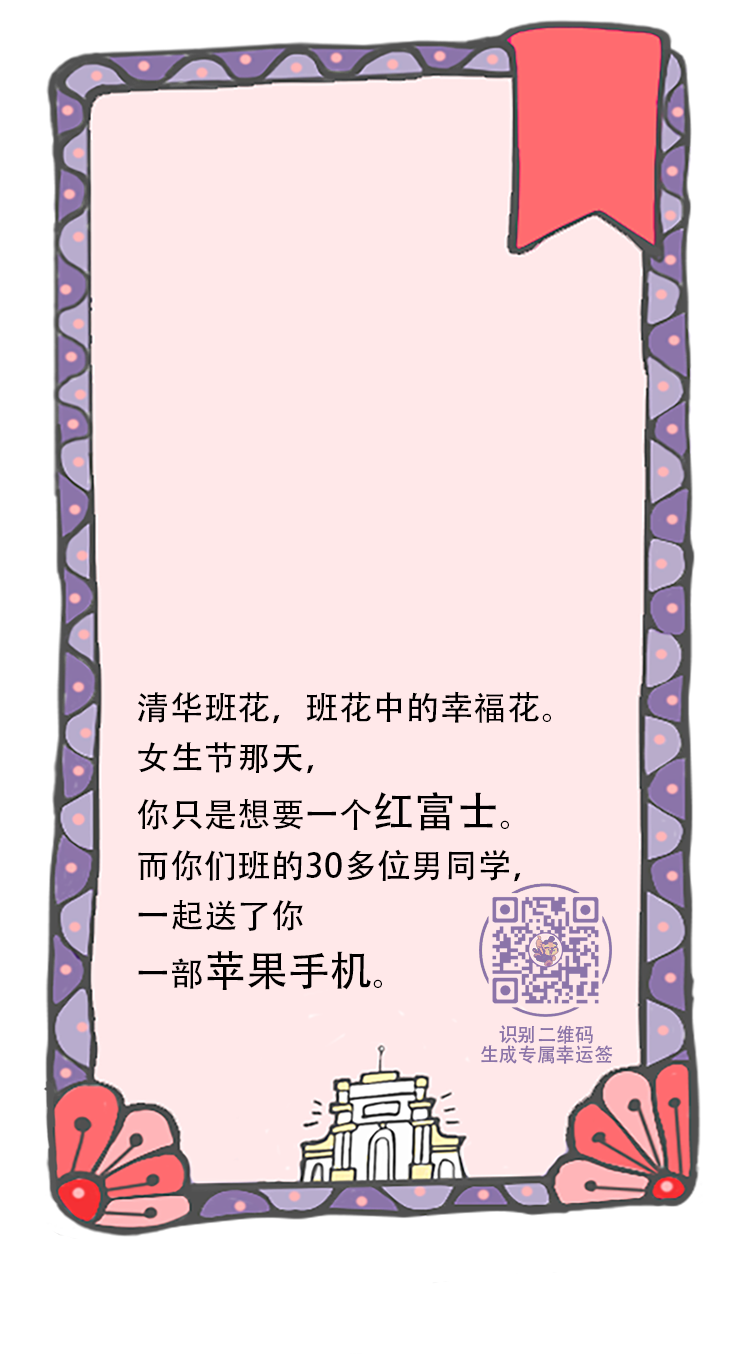 清华班花，班花中的幸福花。
女生节那天，
你只是想要一个红富士。
而你们班的30多位男同学，
一起送了你
一部苹果手机。
识别二维码
生成专属幸运签